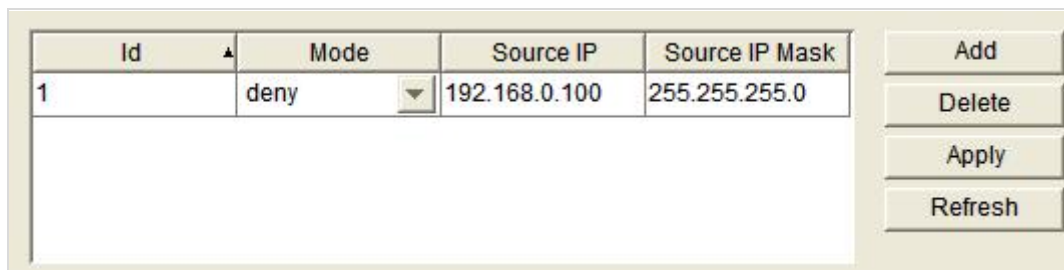 Id Mode Source IP Source IP Mask Add
1 deny 192.168.0.100 255.255.255.0
Delete
Apply
Refresh